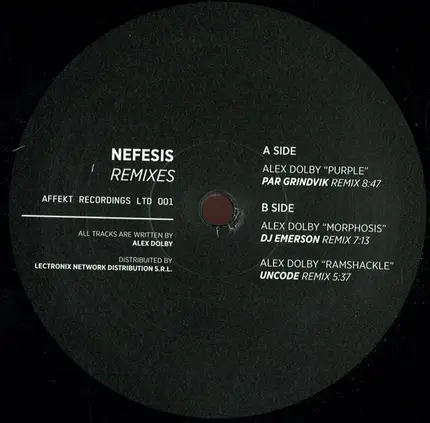 NEFESIS
REMIXES
AFFEKT RECORDINGS LTD 001
ALL TRACKS ARE WRITTEN BY
ALEX DOLBY
DISTRIBUITED BY
LECTRONIX NETWORK DISTRIBUTION S.R.L.
A SIDE
ALEX DOLBY "PURPLE"
PAR GRINDVIK REMIX 8:47
B SIDE
ALEX DOLBY "MORPHOSIS"
DJ EMERSON REMIX 7:13
ALEX DOLBY "RAMSHACKLE"
UNCODE REMIX 5:37